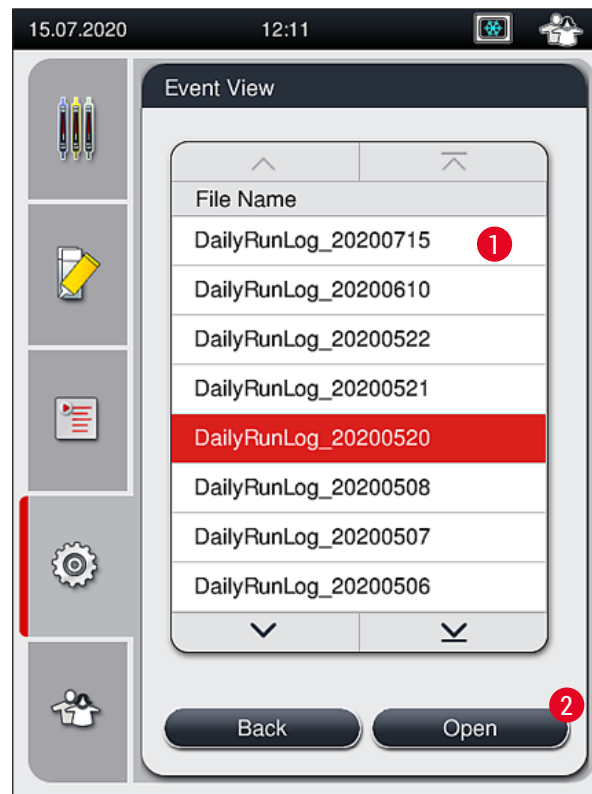 15.07.2020 12:11
Event View
File Name
DailyRunLog_20200715 1
DailyRunLog_20200610
DailyRunLog_20200522
DailyRunLog_20200521
DailyRunLog_20200520
DailyRunLog_20200508
DailyRunLog_20200507
DailyRunLog_20200506
2
Back Open